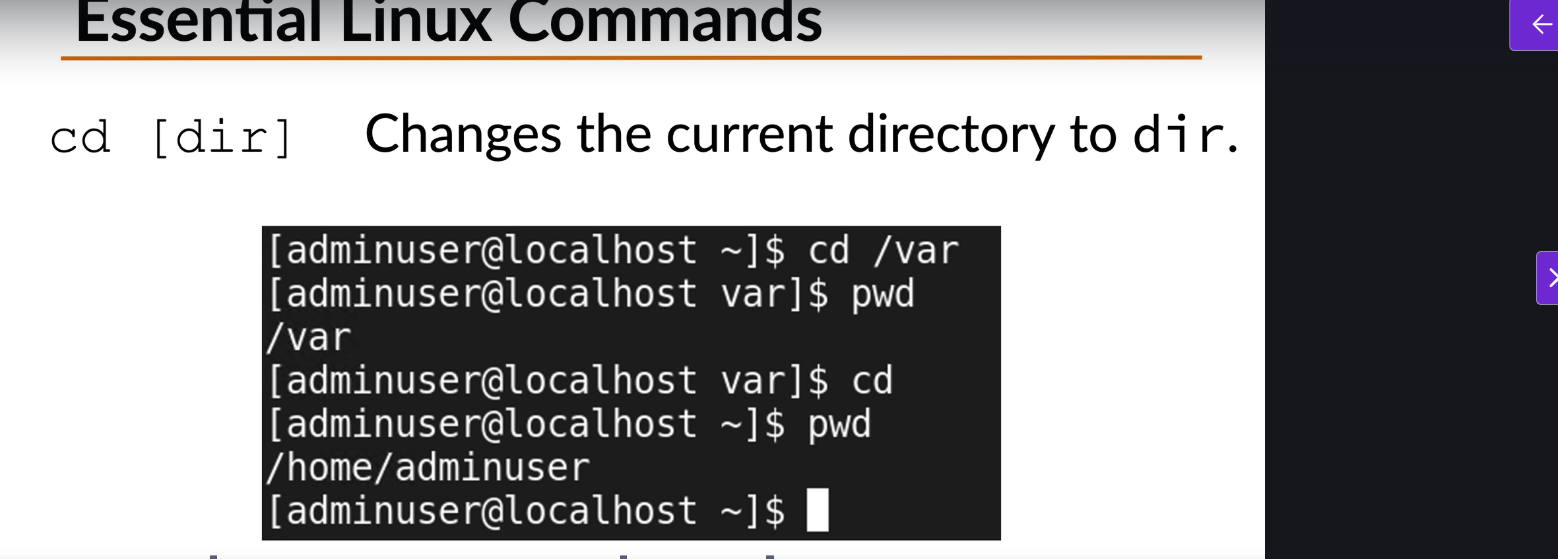 Essential Linux Commands
cd [dir] Changes the current directory to dir.
[adminuser@localhost ~]$ cd /var
[adminuser@localhost var]$ pwd
/var
[adminuser@localhost var]$ cd
[adminuser@localhost ~]$ pwd
/home/adminuser
[adminuser@localhost ~]$